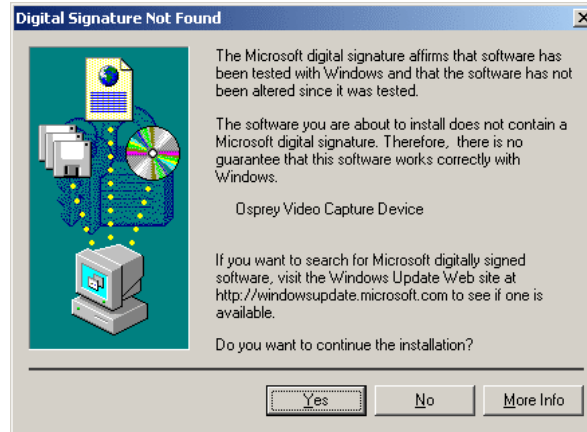 Digital Signature Not Found
The Microsoft digital signature affirms that software has
been tested with Windows and that the software has not
been altered since it was tested.
The software you are about to install does not contain a
Microsoft digital signature. Therefore, there is no
guarantee that this software works correctly with
Windows.
Osprey Video Capture Device
If you want to search for Microsoft digitally signed
software, visit the Windows Update Web site at
http://windowsupdate.microsoft.com to see if one is
available.
Do you want to continue the installation?
Yes No More Info